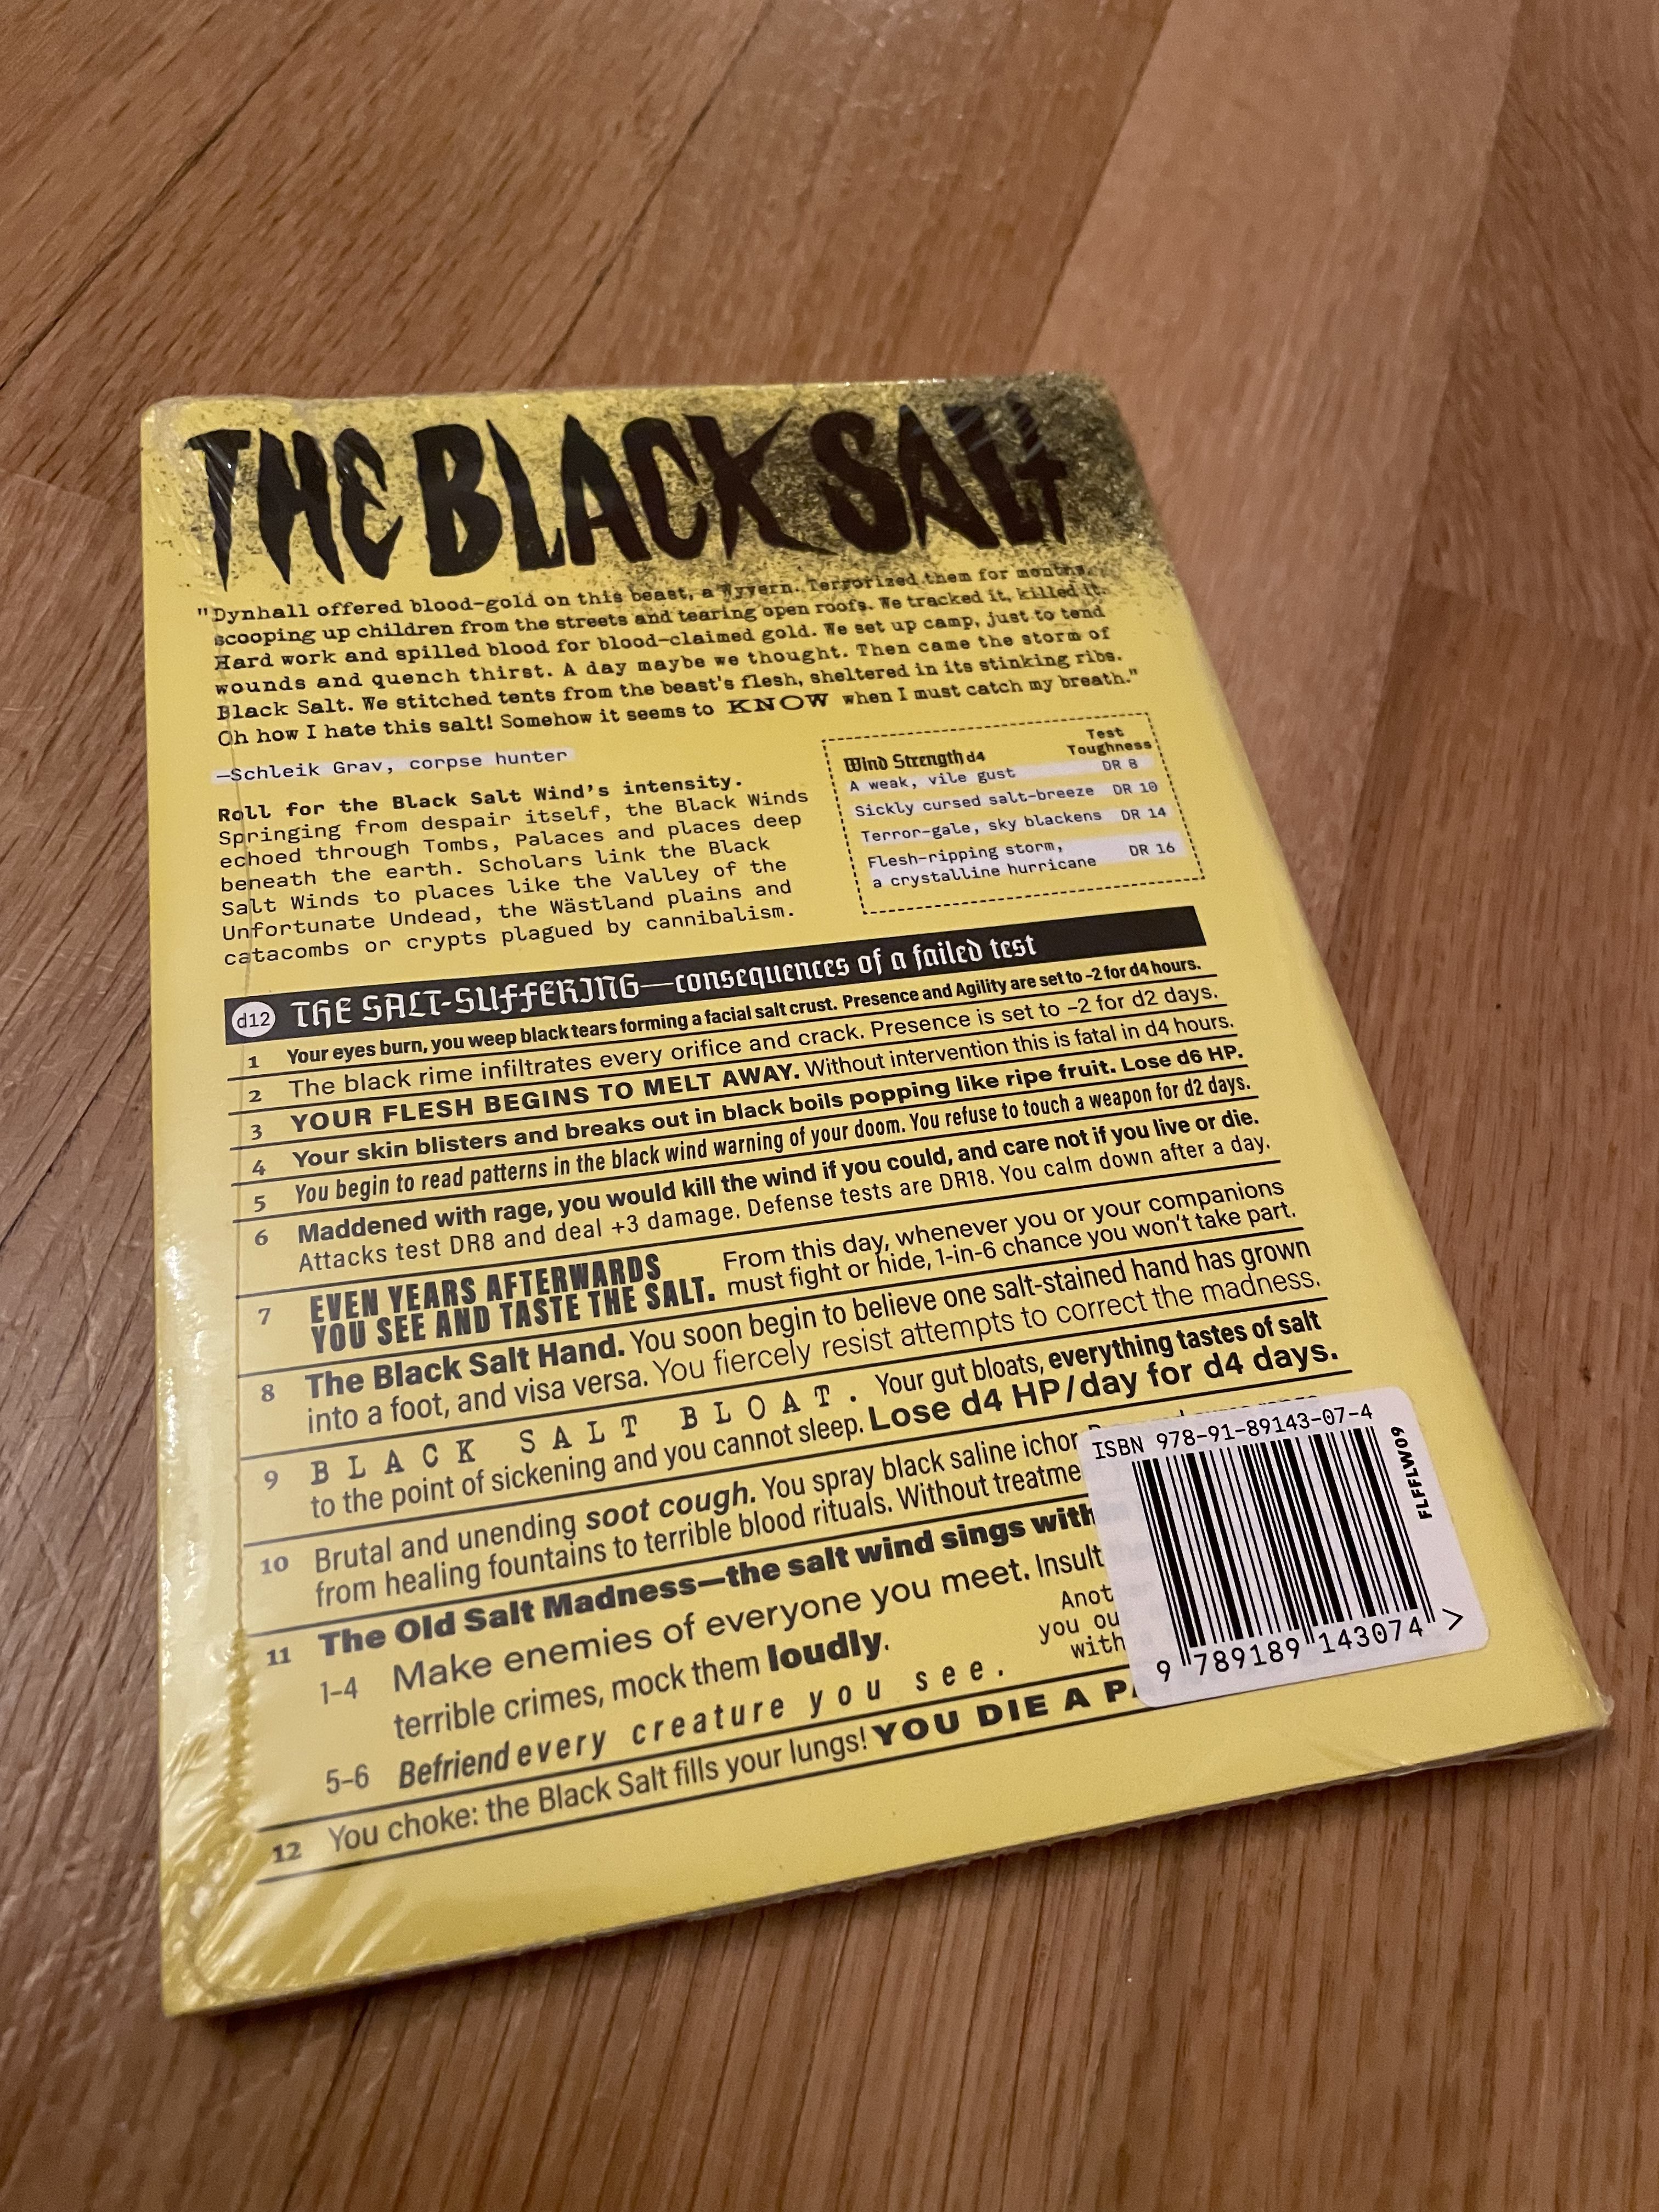 THE BLACK SALT
"Dynhall offered blood-gold on this beast, a Wyvern. Terrorized them for months,
scooping up children from the streets and tearing open roofs. We tracked it, killed it.
Hard work and spilled blood for blood-claimed gold. We set up camp, just to tend
wounds and quench thirst. A day maybe we thought. Then came the storm of
Black Salt. We stitched tents from the beast's flesh, sheltered in its stinking ribs.
Oh how I hate this salt! Somehow it seems to KNOW when I must catch my breath."
—Schleik Grav, corpse hunter
Roll for the Black Salt Wind's intensity.
Springing from despair itself, the Black Winds
echoed through Tombs, Palaces and places deep
beneath the earth. Scholars link the Black
Salt Winds to places like the Valley of the
Unfortunate Undead, the Wästland plains and
catacombs or crypts plagued by cannibalism.
Wind Strength d4 Test Toughness
A weak, vile gust DR 8
Sickly cursed salt-breeze DR 10
Terror-gale, sky blackens DR 14
Flesh-ripping storm,
a crystalline hurricane DR 16
d12 THE SALT-SUFFERING—consequences of a failed test
1 Your eyes burn, you weep black tears forming a facial salt crust. Presence and Agility are set to -2 for d4 hours.
2 The black rime infiltrates every orifice and crack. Presence is set to -2 for d2 days.
3 YOUR FLESH BEGINS TO MELT AWAY. Without intervention this is fatal in d4 hours.
4 Your skin blisters and breaks out in black boils popping like ripe fruit. Lose d6 HP.
5 You begin to read patterns in the black wind warning of your doom. You refuse to touch a weapon for d2 days.
6 Maddened with rage, you would kill the wind if you could, and care not if you live or die.
Attacks test DR8 and deal +3 damage. Defense tests are DR18. You calm down after a day.
7 EVEN YEARS AFTERWARDS
YOU SEE AND TASTE THE SALT.
From this day, whenever you or your companions
must fight or hide, 1-in-6 chance you won't take part.
8 The Black Salt Hand. You soon begin to believe one salt-stained hand has grown
into a foot, and visa versa. You fiercely resist attempts to correct the madness.
9 BLACK SALT BLOAT. Your gut bloats, everything tastes of salt
to the point of sickening and you cannot sleep. Lose d4 HP/day for d4 days.
10 Brutal and unending soot cough. You spray black saline ichor.
from healing fountains to terrible blood rituals. Without treatme
11 The Old Salt Madness—the salt wind sings with
1-4 Make enemies of everyone you meet. Insult
terrible crimes, mock them loudly.
5-6 Befriend every creature you see.
Anot
you ou
with
12 You choke: the Black Salt fills your lungs! YOU DIE A P
ISBN 978-91-89143-07-4
FLFFLW09
9 789189 143074 >